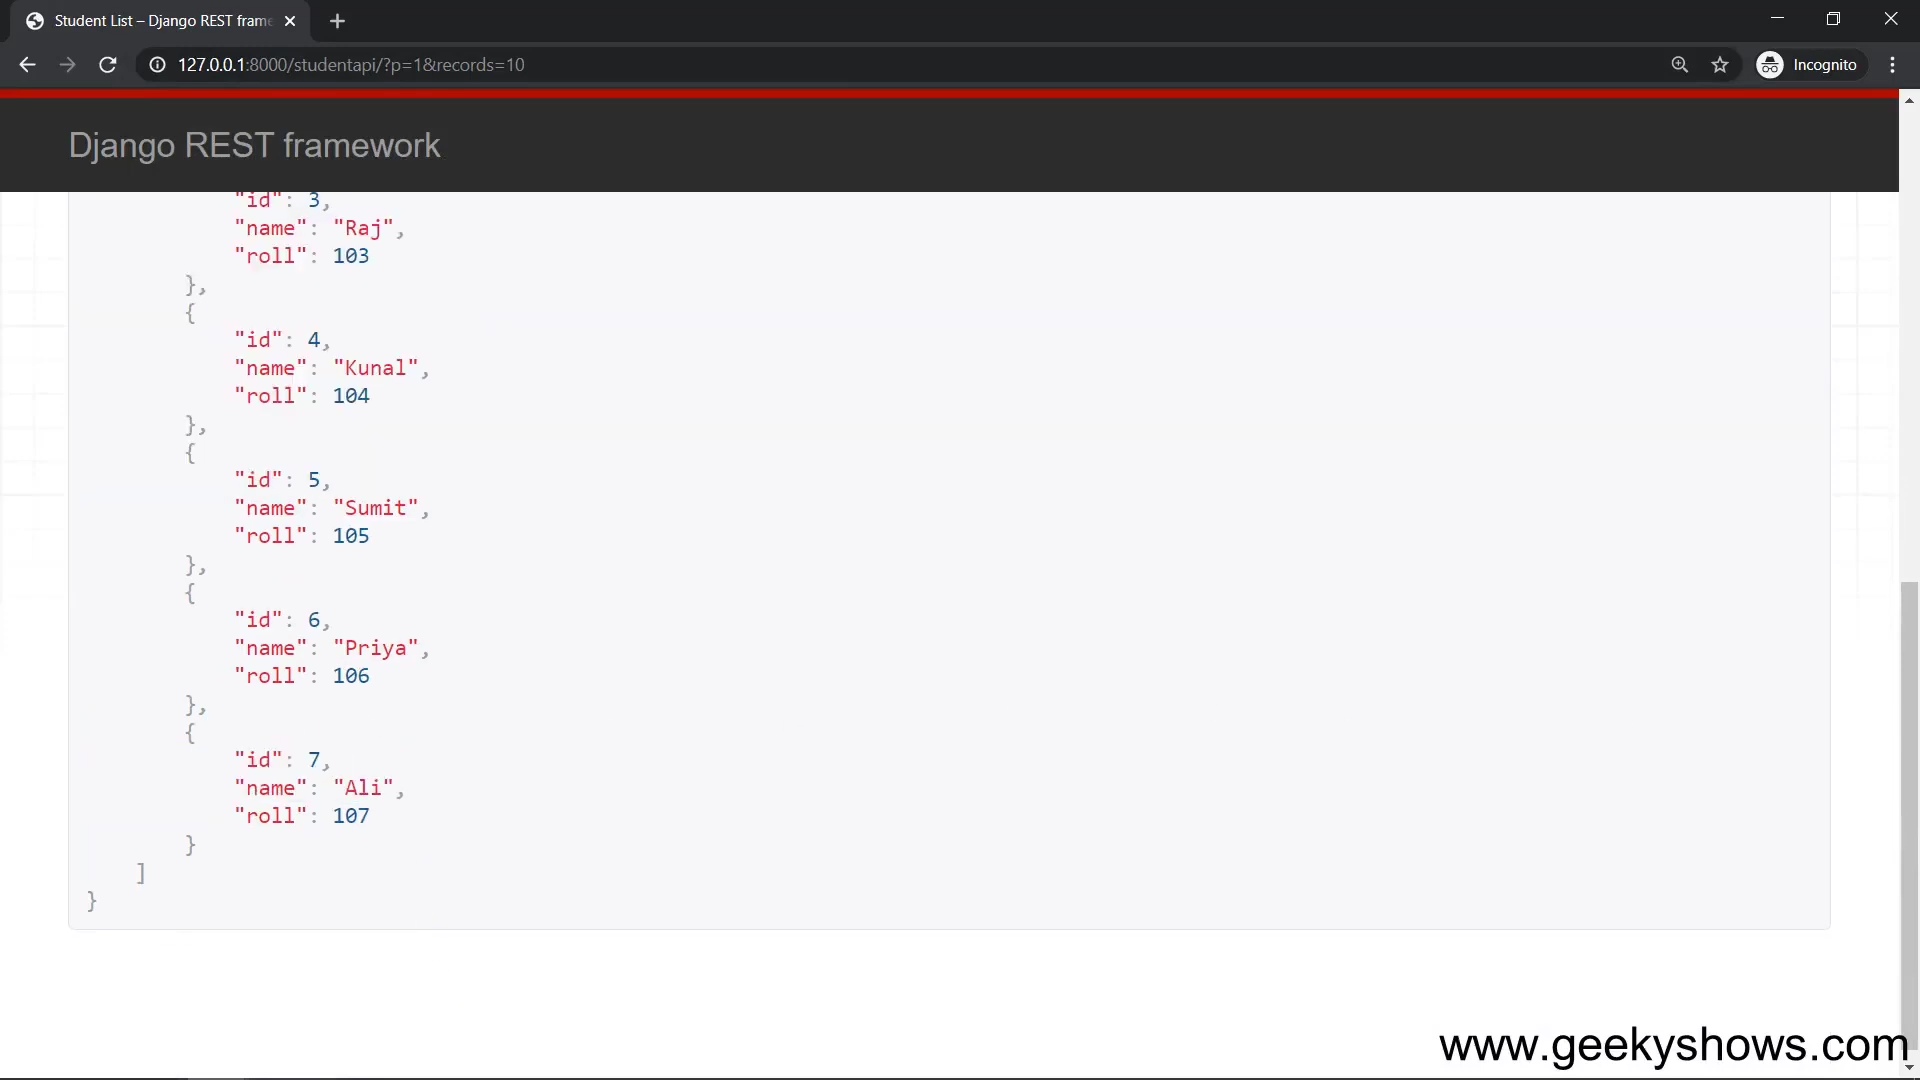 Student List – Django REST frame
127.0.0.1:8000/studentapi/?p=1&records=10
Incognito
Django REST framework
"id": 3,
"name": "Raj",
"roll": 103
},
{
"id": 4,
"name": "Kunal",
"roll": 104
},
{
"id": 5,
"name": "Sumit",
"roll": 105
},
{
"id": 6,
"name": "Priya",
"roll": 106
},
{
"id": 7,
"name": "Ali",
"roll": 107
}
]
}
www.geekyshows.com